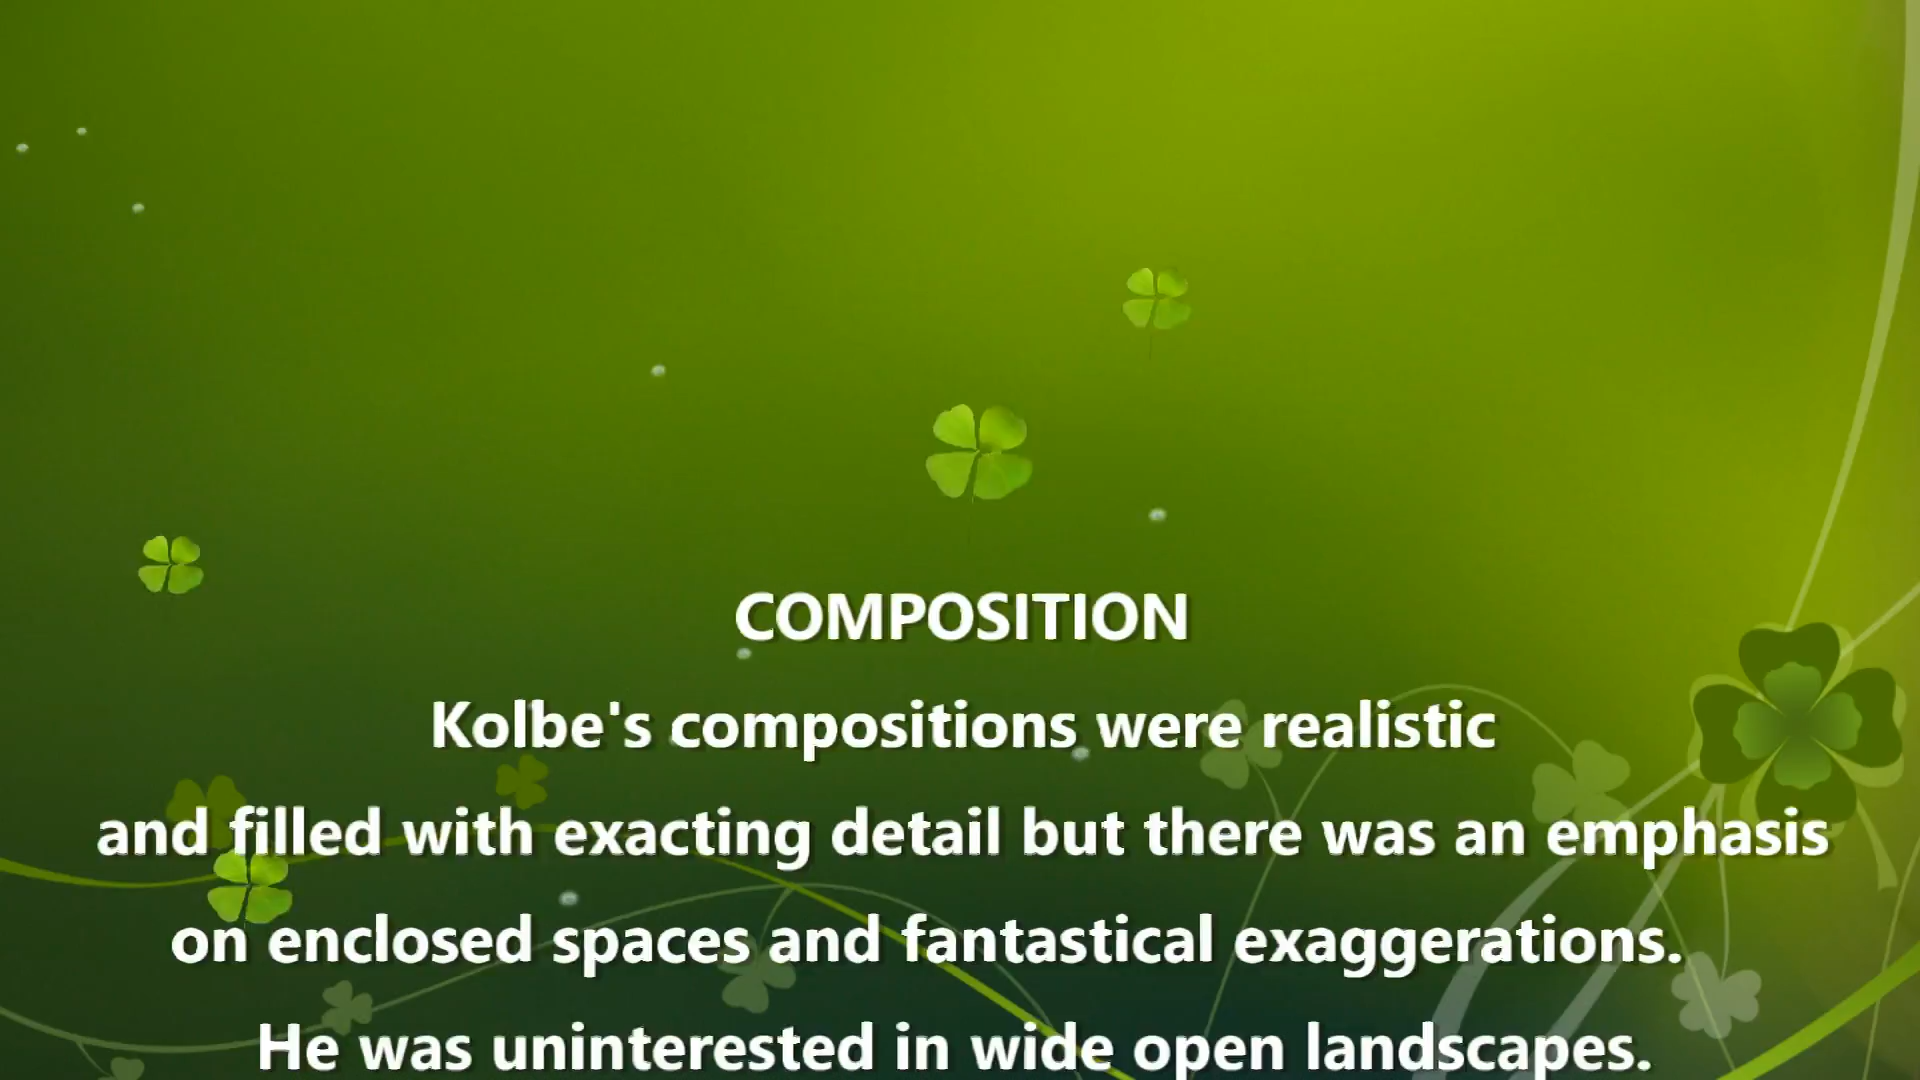 COMPOSITION
Kolbe's compositions were realistic
and filled with exacting detail but there was an emphasis
on enclosed spaces and fantastical exaggerations.
He was uninterested in wide open landscapes.